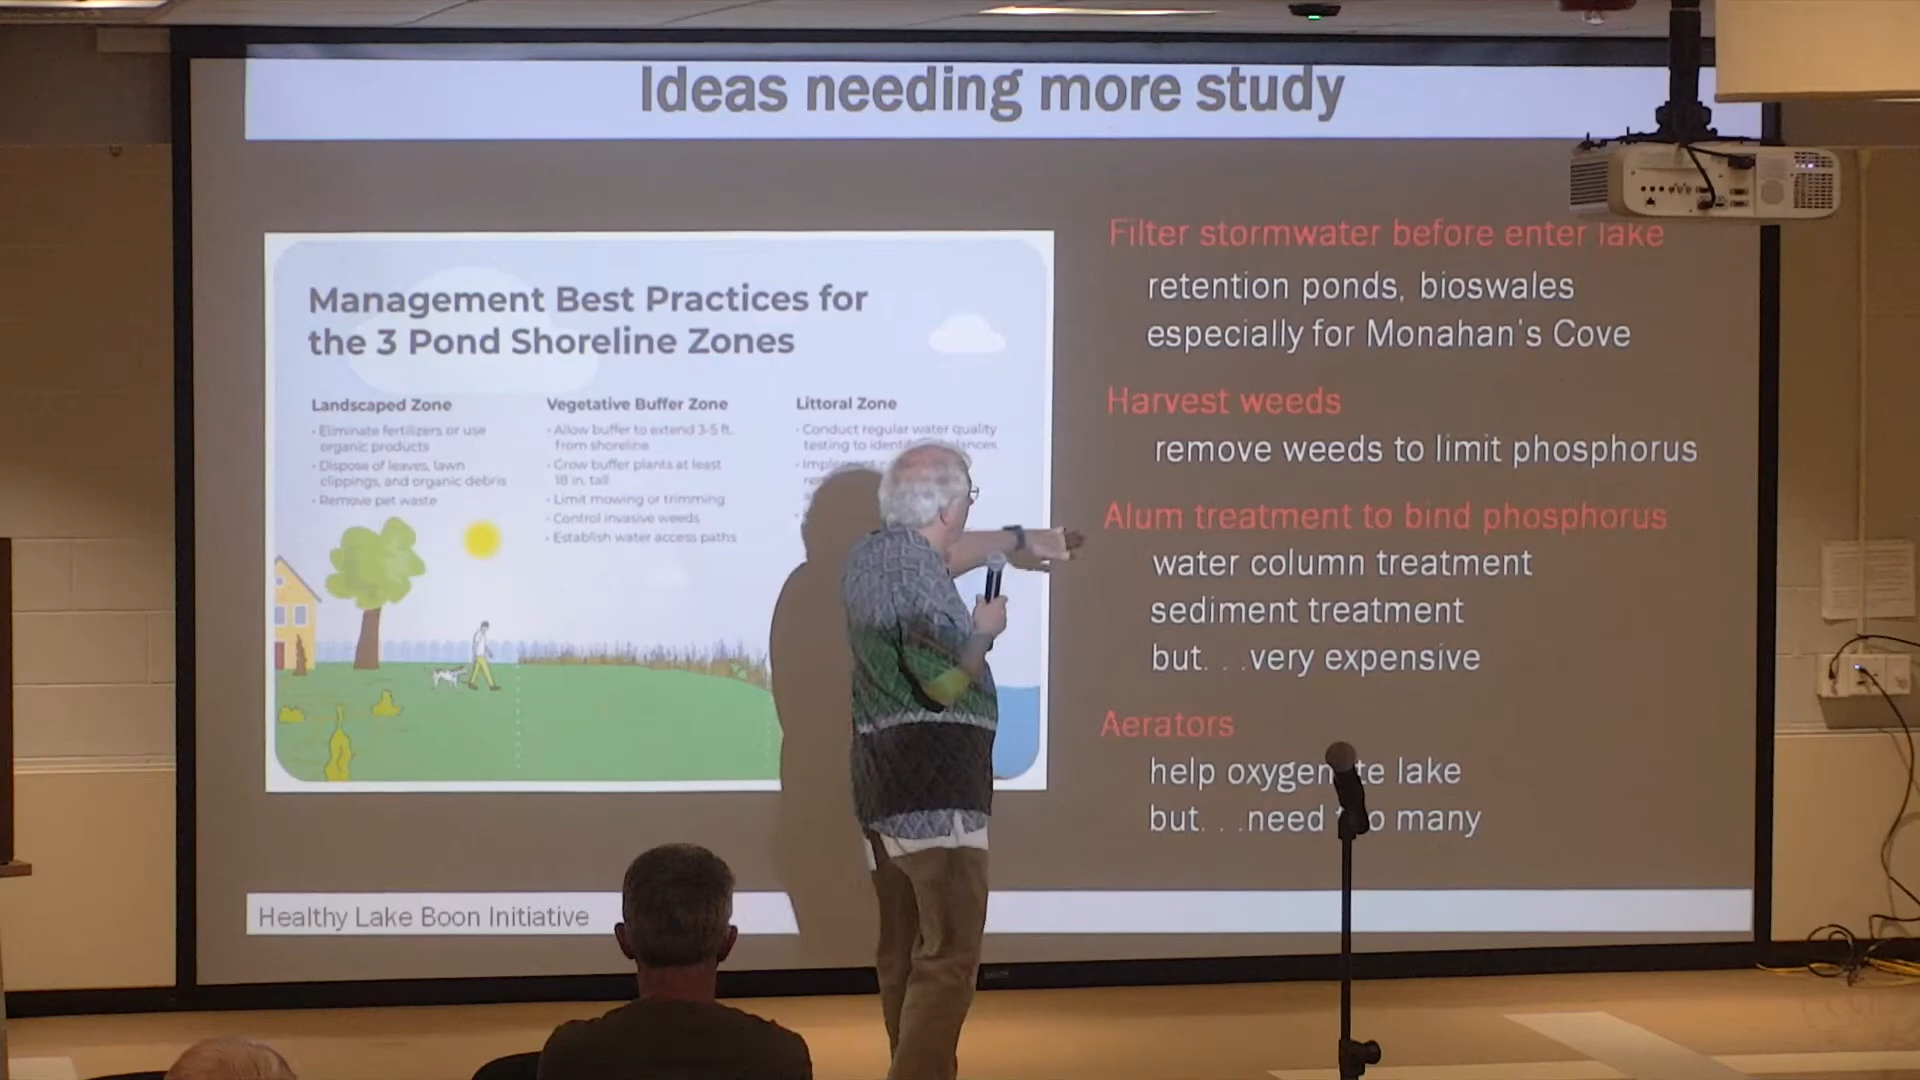 Ideas needing more study
Management Best Practices for
the 3 Pond Shoreline Zones
Landscaped Zone
• Eliminate fertilizers or use
organic products
• Dispose of leaves, lawn
clippings, and organic debris
• Remove pet waste
Vegetative Buffer Zone
• Allow buffer to extend 3-5 ft.
from shoreline
• Grow buffer plants at least
18 in. tall
• Limit mowing or trimming
• Control invasive weeds
• Establish water access paths
Littoral Zone
• Conduct regular water quality
testing to
Filter stormwater before enter lake
retention ponds, bioswales
especially for Monahan's Cove
Harvest weeds
remove weeds to limit phosphorus
Alum treatment to bind phosphorus
water column treatment
sediment treatment
but. . .very expensive
Aerators
help oxygenate lake
but. . .need too many
Healthy Lake Boon Initiative